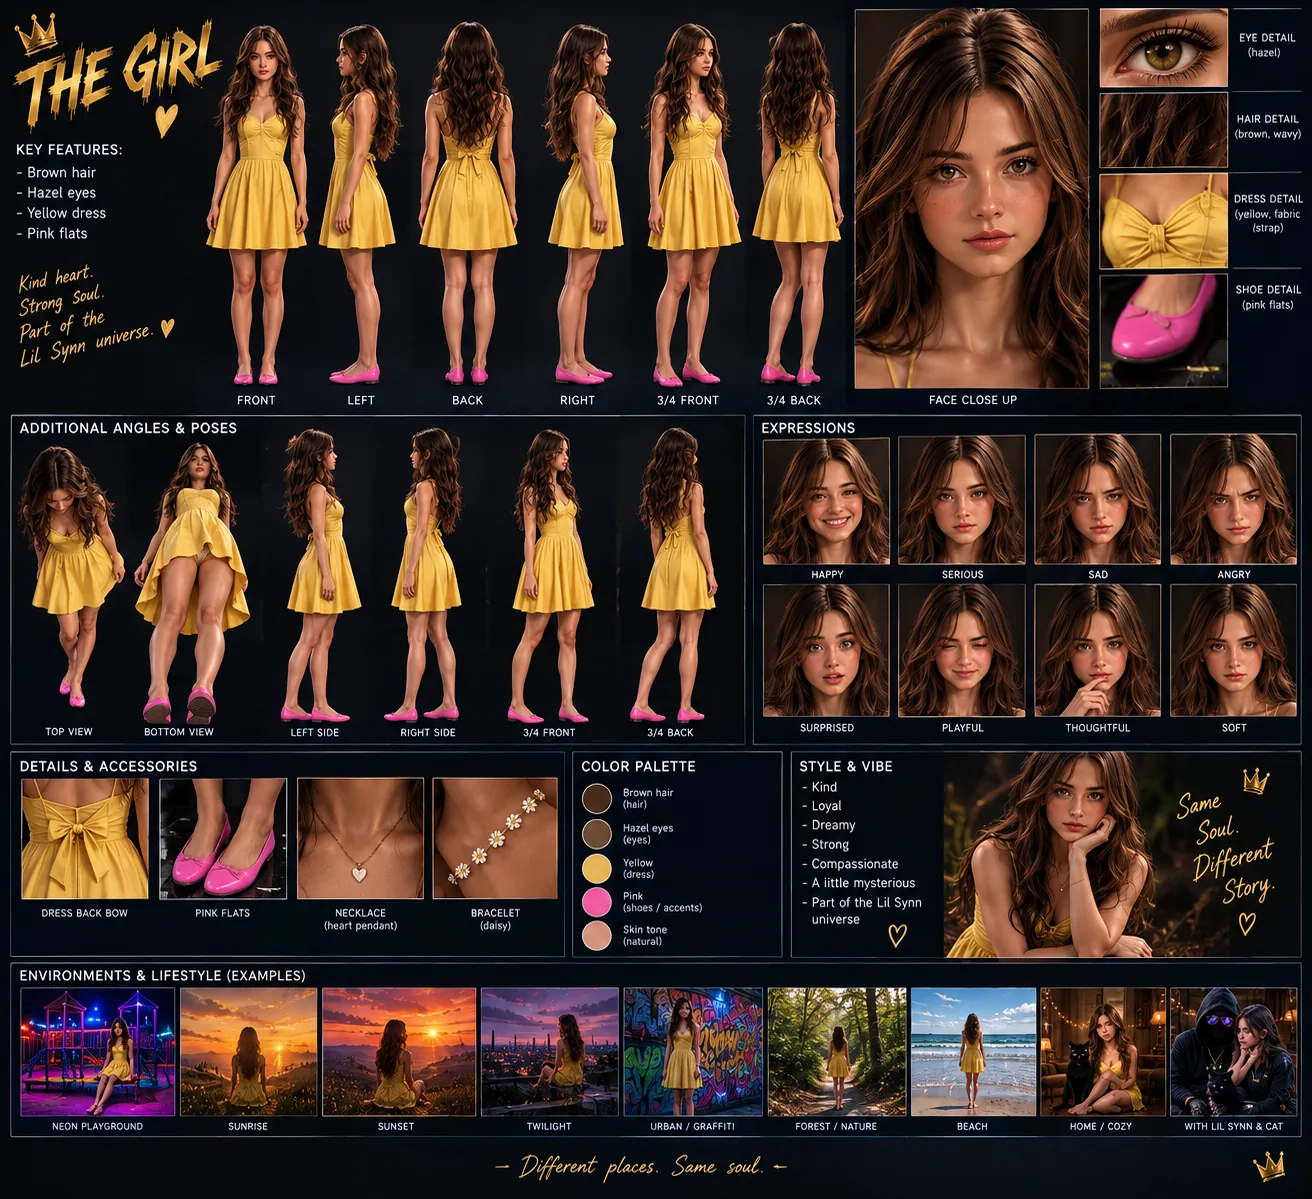 THE GIRL
KEY FEATURES:
- Brown hair
- Hazel eyes
- Yellow dress
- Pink flats
Kind heart.
Strong Soul.
Part of the
Lil Synn universe.
FRONT
LEFT
BACK
RIGHT
3/4 FRONT
3/4 BACK
FACE CLOSE UP
EYE DETAIL
(hazel)
HAIR DETAIL
(brown, wavy)
DRESS DETAIL
(yellow, fabric
(strap)
SHOE DETAIL
(pink flats)
ADDITIONAL ANGLES & POSES
TOP VIEW
BOTTOM VIEW
LEFT SIDE
RIGHT SIDE
3/4 FRONT
3/4 BACK
EXPRESSIONS
HAPPY
SERIOUS
SAD
ANGRY
SURPRISED
PLAYFUL
THOUGHTFUL
SOFT
DETAILS & ACCESSORIES
DRESS BACK BOW
PINK FLATS
NECKLACE
(heart pendant)
BRACELET
(daisy)
COLOR PALETTE
Brown hair
(hair)
Hazel eyes
(eyes)
Yellow
(dress)
Pink
(shoes / accents)
Skin tone
(natural)
STYLE & VIBE
- Kind
- Loyal
- Dreamy
- Strong
- Compassionate
- A iittle mysterious
- Part of the Lil Synn
universe
Same
Soul.
Different
Story.
ENVIRONMENTS & LIFESTYLE (EXAMPLES)
NEON PLAYGROUND
SUNRISE
SUNSET
TWILIGHT
URBAN / GRAFFITI
FOREST / NATURE
BEACH
HOME / COZY
WITH LIL SYNN & CAT
— Different places. Same soul. —